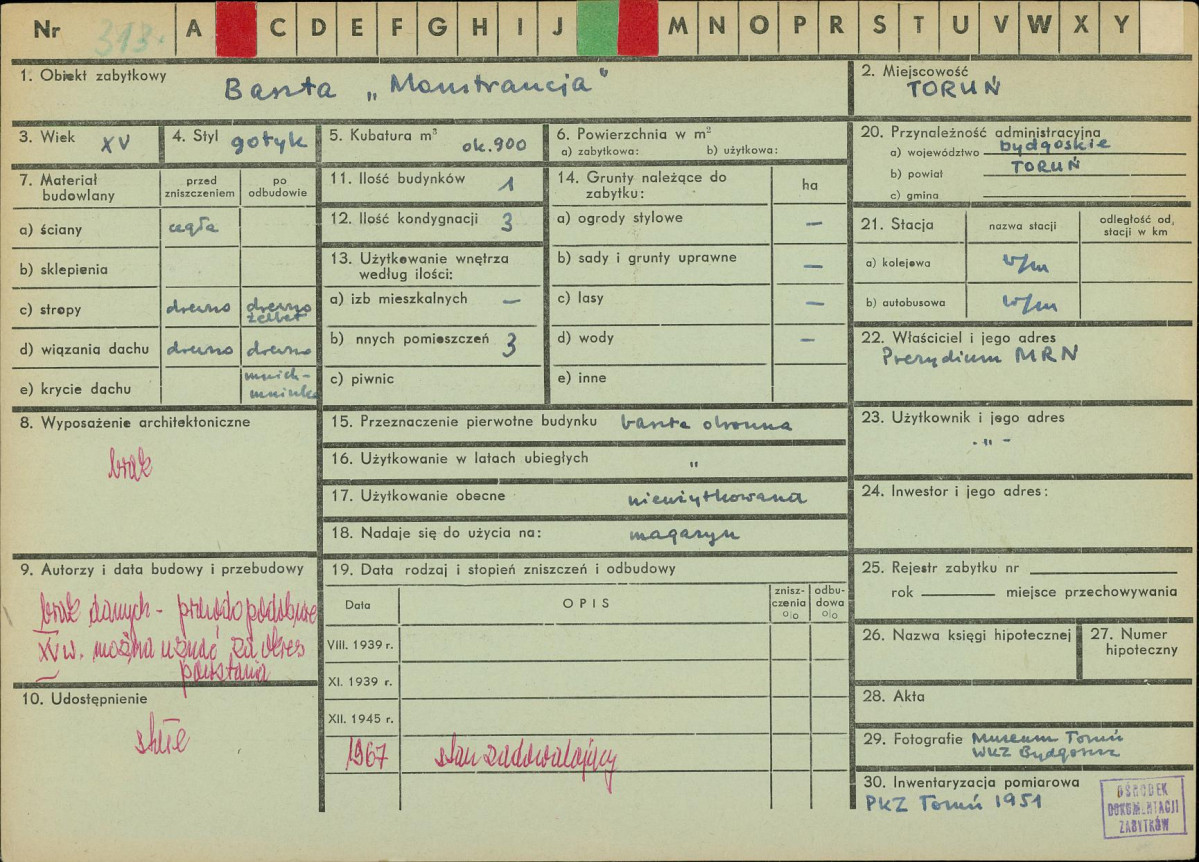 Nr 313. A C D E F G H I J M N O P R S T U V W X Y
1. Obiekt zabytkowy Baszta „Monstrancja"
2. Miejscowość
TORUŃ
3. Wiek XV
4. Styl gotyk
5. Kubatura m³ ok. 900
6. Powierzchnia w m²
a) zabytkowa: b) użytkowa:
7. Materiał budowlany
przed zniszczeniem
po odbudowie
a) ściany cegła
b) sklepienia
c) stropy drewno drewno żelbet
d) wiązania dachu drewno drewno
e) krycie dachu mnich-mniszka
8. Wyposażenie architektoniczne
brak
9. Autorzy i data budowy i przebudowy
brak danych - prawdopodobnie
XV w. można uznać za okres
powstania
10. Udostępnienie
stałe
11. Ilość budynków 1
12. Ilość kondygnacji 3
13. Użytkowanie wnętrza
według ilości:
a) izb mieszkalnych –
b) nnych pomieszczeń 3
c) piwnic
14. Grunty należące do
zabytku:
ha
a) ogrody stylowe –
b) sady i grunty uprawne –
c) lasy –
d) wody –
e) inne
15. Przeznaczenie pierwotne budynku baszta obronna
16. Użytkowanie w latach ubiegłych "
17. Użytkowanie obecne nieużytkowana
18. Nadaje się do użycia na: magazyn
19. Data rodzaj i stopień zniszczeń i odbudowy
Data
OPIS
znisz-
czenia
o|o
odbu-
dowa
o|o
VIII. 1939 r.
XI. 1939 r.
XII. 1945 r.
1967 stan zadowalający
20. Przynależność administracyjna
a) województwo bydgoskie
b) powiat TORUŃ
c) gmina
21. Stacja
nazwa stacji
odległość od,
stacji w km
a) kolejowa w/m
b) autobusowa w/m
22. Właściciel i jego adres
Prezydium MRN
23. Użytkownik i jego adres
-"-
24. Inwestor i jego adres:
25. Rejestr zabytku nr
rok miejsce przechowywania
26. Nazwa księgi hipotecznej
27. Numer
hipoteczny
28. Akta
29. Fotografie Museum Toruń
WKZ Bydgoszcz
30. Inwentaryzacja pomiarowa
PKZ Toruń 1951
OŚRODEK
DOKUMENTACJI
ZABYTKÓW